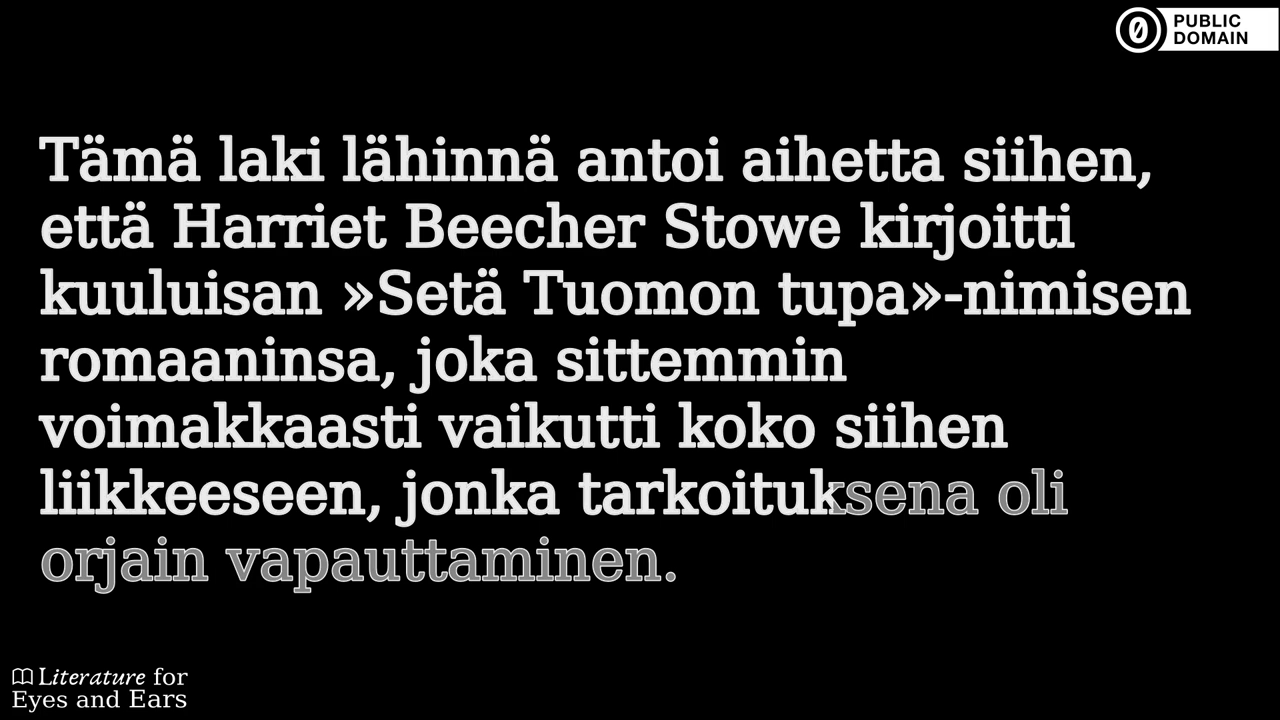 PUBLIC
DOMAIN
Tämä laki lähinnä antoi aihetta siihen,
että Harriet Beecher Stowe kirjoitti
kuuluisan »Setä Tuomon tupa»-nimisen
romaaninsa, joka sittemmin
voimakkaasti vaikutti koko siihen
liikkeeseen, jonka tarkoituksena oli
orjain vapauttaminen.
Literature for
Eyes and Ears